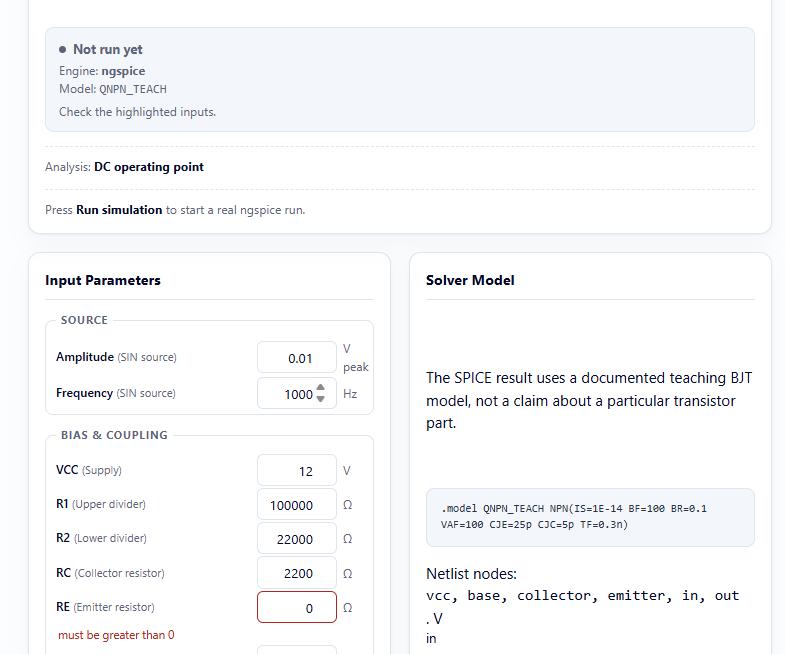 Not run yet
Engine: ngspice
Model: QNPN_TEACH
Check the highlighted inputs.
Analysis: DC operating point
Press Run simulation to start a real ngspice run.
Input Parameters
SOURCE
Amplitude (SIN source) 0.01 V peak
Frequency (SIN source) 1000 Hz
BIAS & COUPLING
VCC (Supply) 12 V
R1 (Upper divider) 100000 Ω
R2 (Lower divider) 22000 Ω
RC (Collector resistor) 2200 Ω
RE (Emitter resistor) 0 Ω
must be greater than 0
Solver Model
The SPICE result uses a documented teaching BJT
model, not a claim about a particular transistor
part.
.model QNPN_TEACH NPN(IS=1E-14 BF=100 BR=0.1
VAF=100 CJE=25p CJC=5p TF=0.3n)
Netlist nodes:
vcc, base, collector, emitter, in, out
. V
in